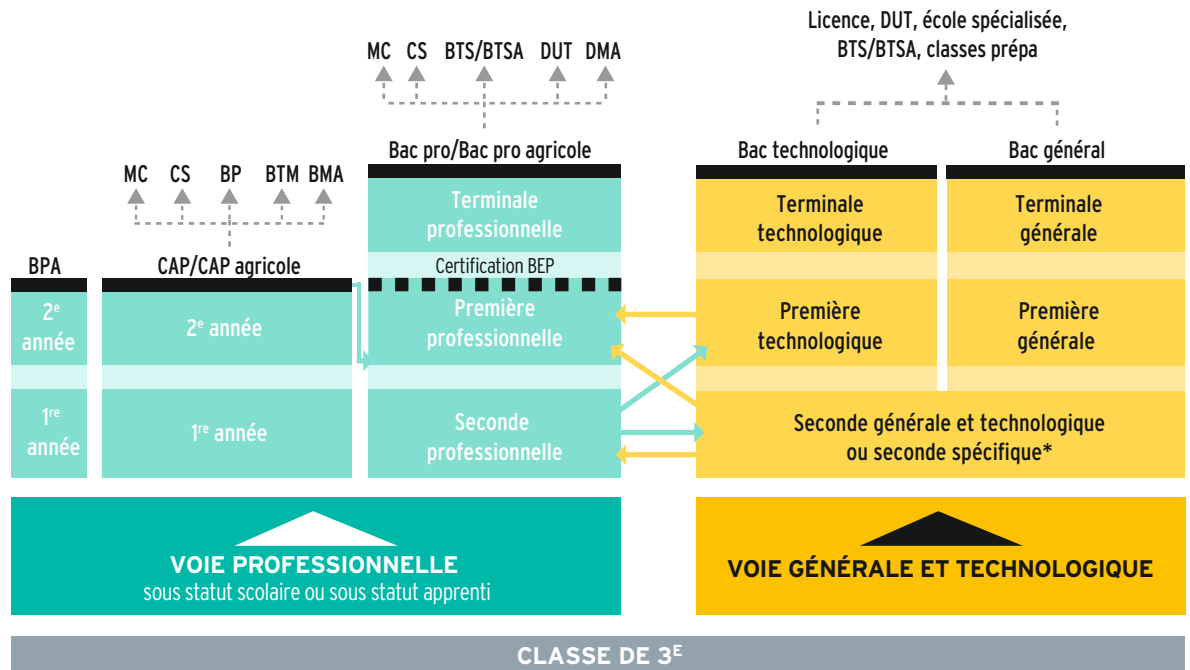 Licence, DUT, école spécialisée,
BTS/BTSA, classes prépa
MC CS BTS/BTSA DUT DMA
Bac pro/Bac pro agricole
Bac technologique
Bac général
MC CS BP BTM BMA
Terminale
professionnelle
Terminale
technologique
Terminale
générale
BPA
CAP/CAP agricole
Certification BEP
2e
année
2e année
Première
professionnelle
Première
technologique
Première
générale
1re
année
1re année
Seconde
professionnelle
Seconde générale et technologique
ou seconde spécifique*
VOIE PROFESSIONNELLE
sous statut scolaire ou sous statut apprenti
VOIE GÉNÉRALE ET TECHNOLOGIQUE
CLASSE DE 3E